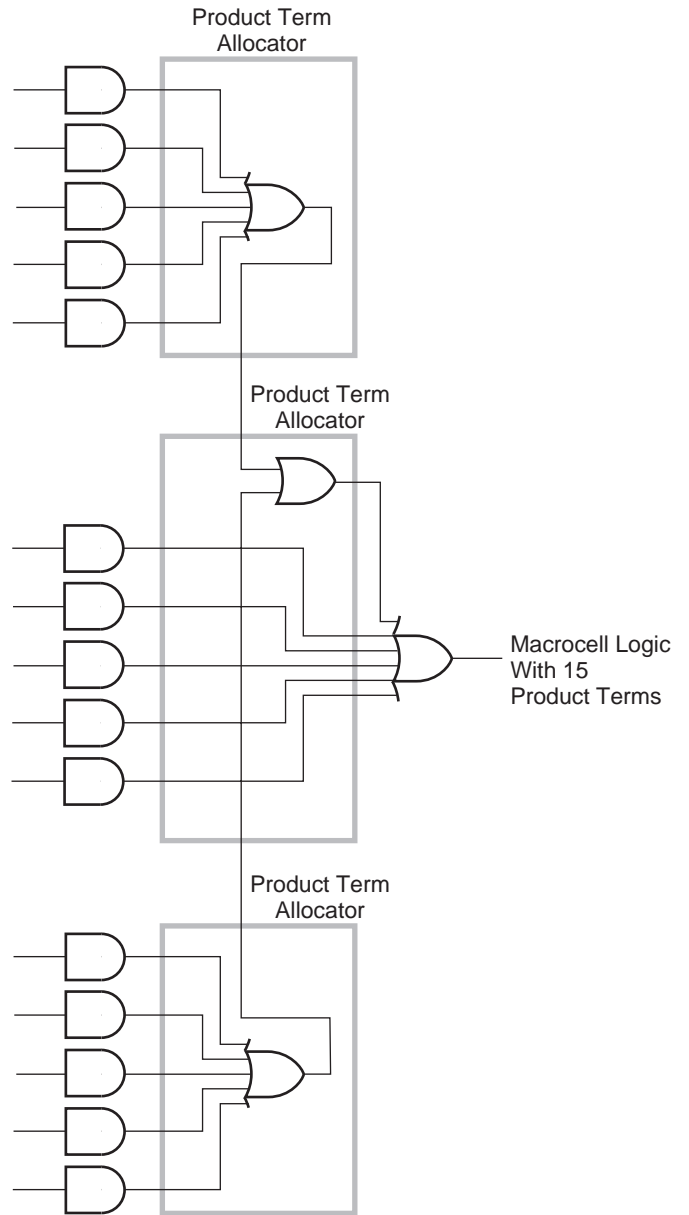 Product Term
Allocator
Product Term
Allocator
Macrocell Logic
With 15
Product Terms
Product Term
Allocator